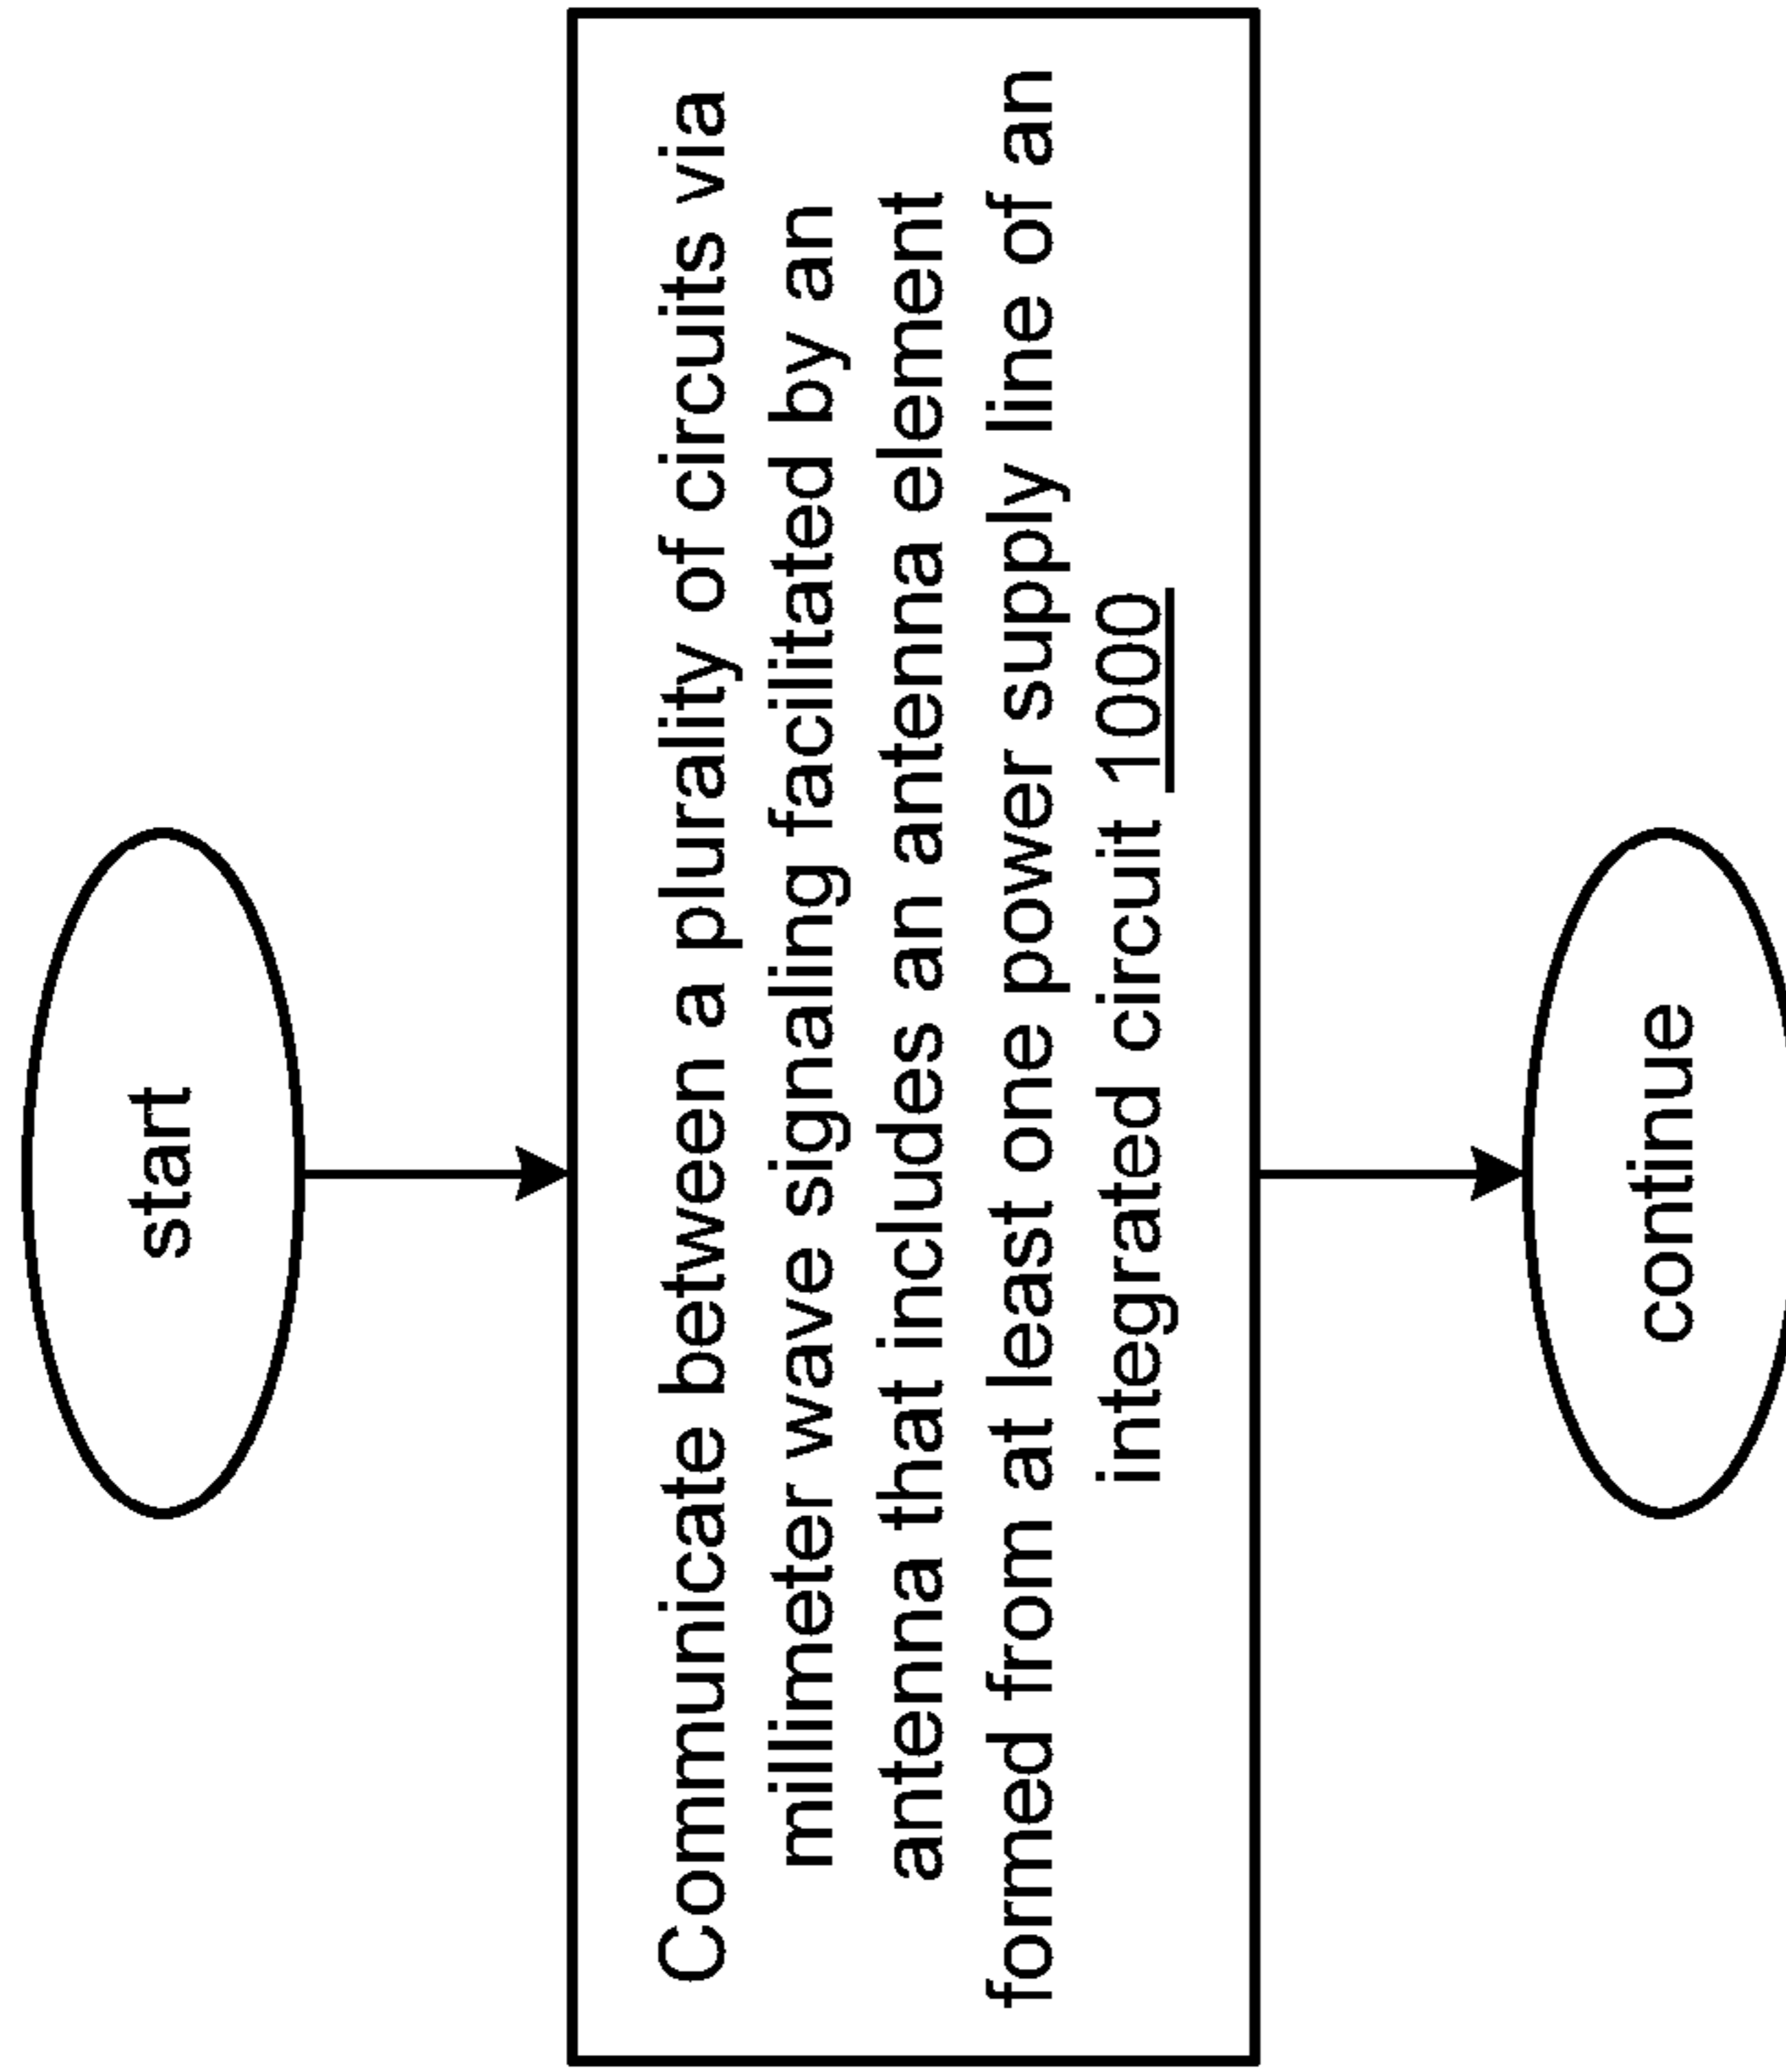 start
Communicate between a plurality of circuits via
millimeter wave signaling facilitated by an
antenna that includes an antenna element
formed from at least one power supply line of an
integrated circuit 1000
continue